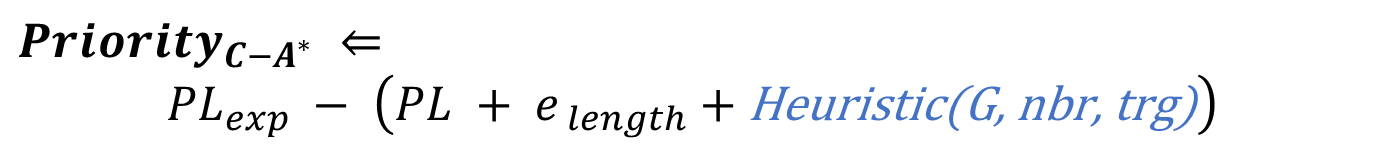 Priority_{C−A*} ⇐
PL_{exp} − (PL + e_{length} + Heuristic(G, nbr, trg))